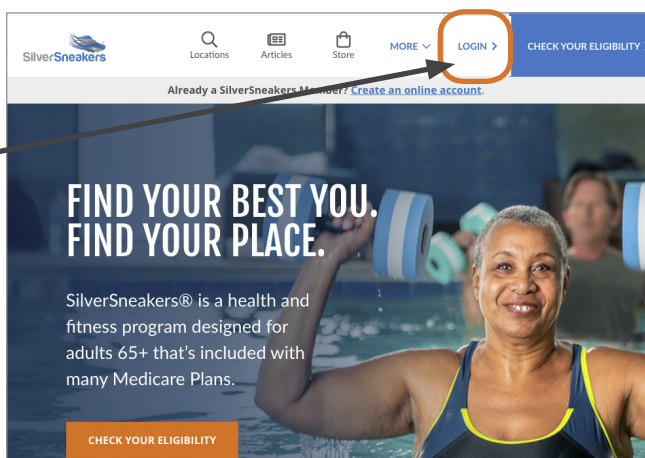 SilverSneakers
Locations
Articles
Store
MORE
LOGIN
CHECK YOUR ELIGIBILITY
Already a SilverSneakers Member? Create an online account.
FIND YOUR BEST YOU.
FIND YOUR PLACE.
SilverSneakers® is a health and
fitness program designed for
adults 65+ that's included with
many Medicare Plans.
CHECK YOUR ELIGIBILITY